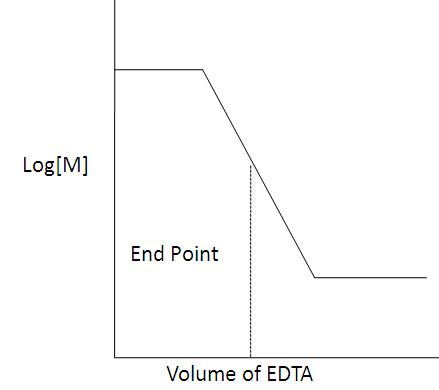 Log[M]
End Point
Volume of EDTA